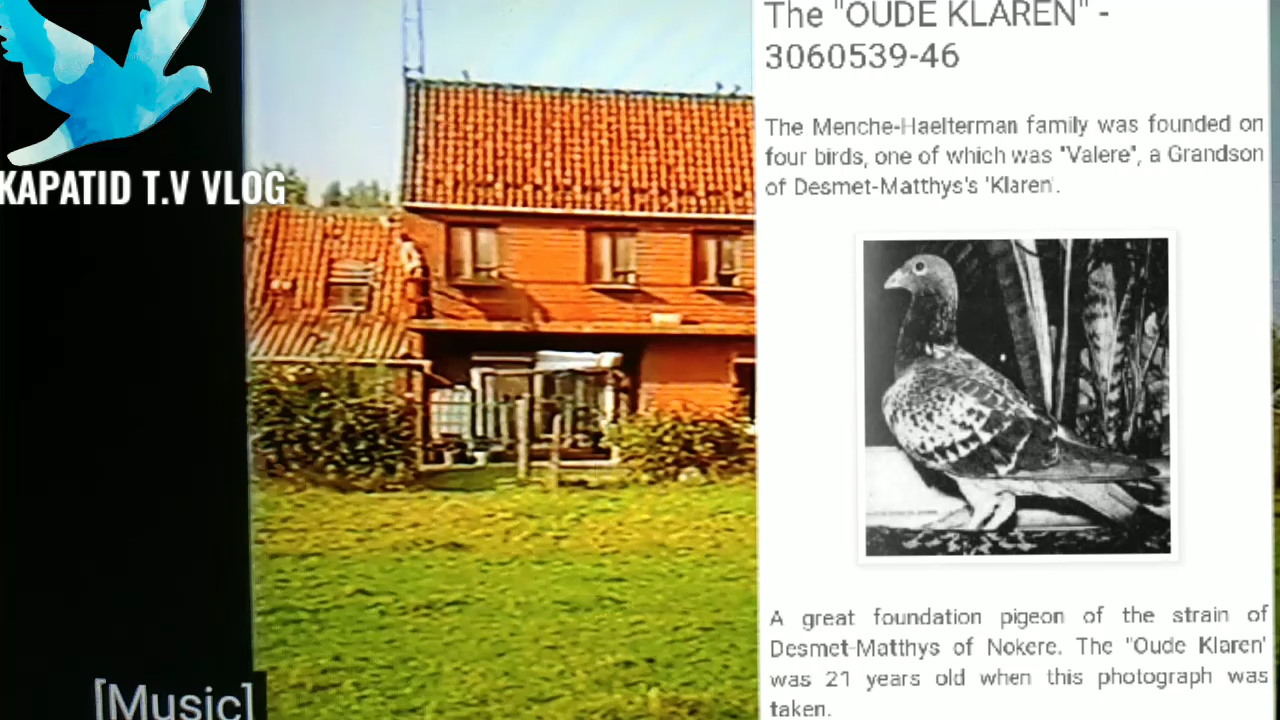 KAPATID T.V VLOG
[Music]
The "OUDE KLAREN" -
3060539-46
The Menche-Haelterman family was founded on
four birds, one of which was "Valere", a Grandson
of Desmet-Matthys's 'Klaren'.
A great foundation pigeon of the strain of
Desmet-Matthys of Nokere. The "Oude Klaren'
was 21 years old when this photograph was
taken.